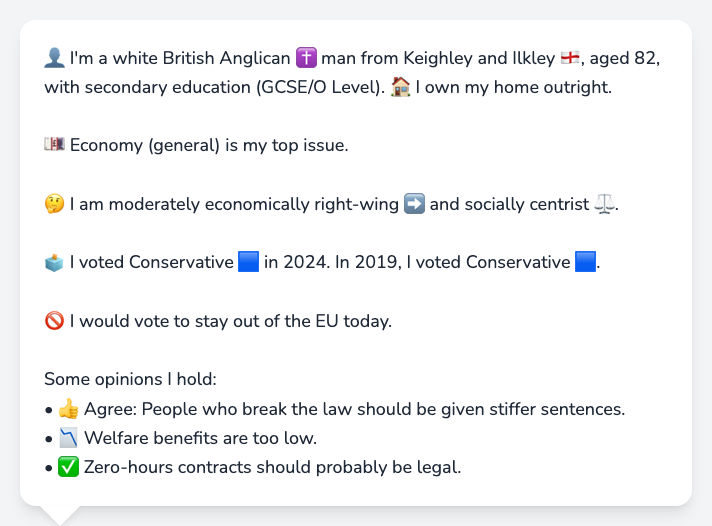 👤 I'm a white British Anglican ✝️ man from Keighley and Ilkley 🏴󠁧󠁢󠁥󠁮󠁧󠁿, aged 82,
with secondary education (GCSE/O Level). 🏠 I own my home outright.
💷 Economy (general) is my top issue.
🤔 I am moderately economically right-wing ➡️ and socially centrist ⚖️.
🗳️ I voted Conservative 🟦 in 2024. In 2019, I voted Conservative 🟦.
🚫 I would vote to stay out of the EU today.
Some opinions I hold:
• 👍 Agree: People who break the law should be given stiffer sentences.
• 📉 Welfare benefits are too low.
• ✅ Zero-hours contracts should probably be legal.